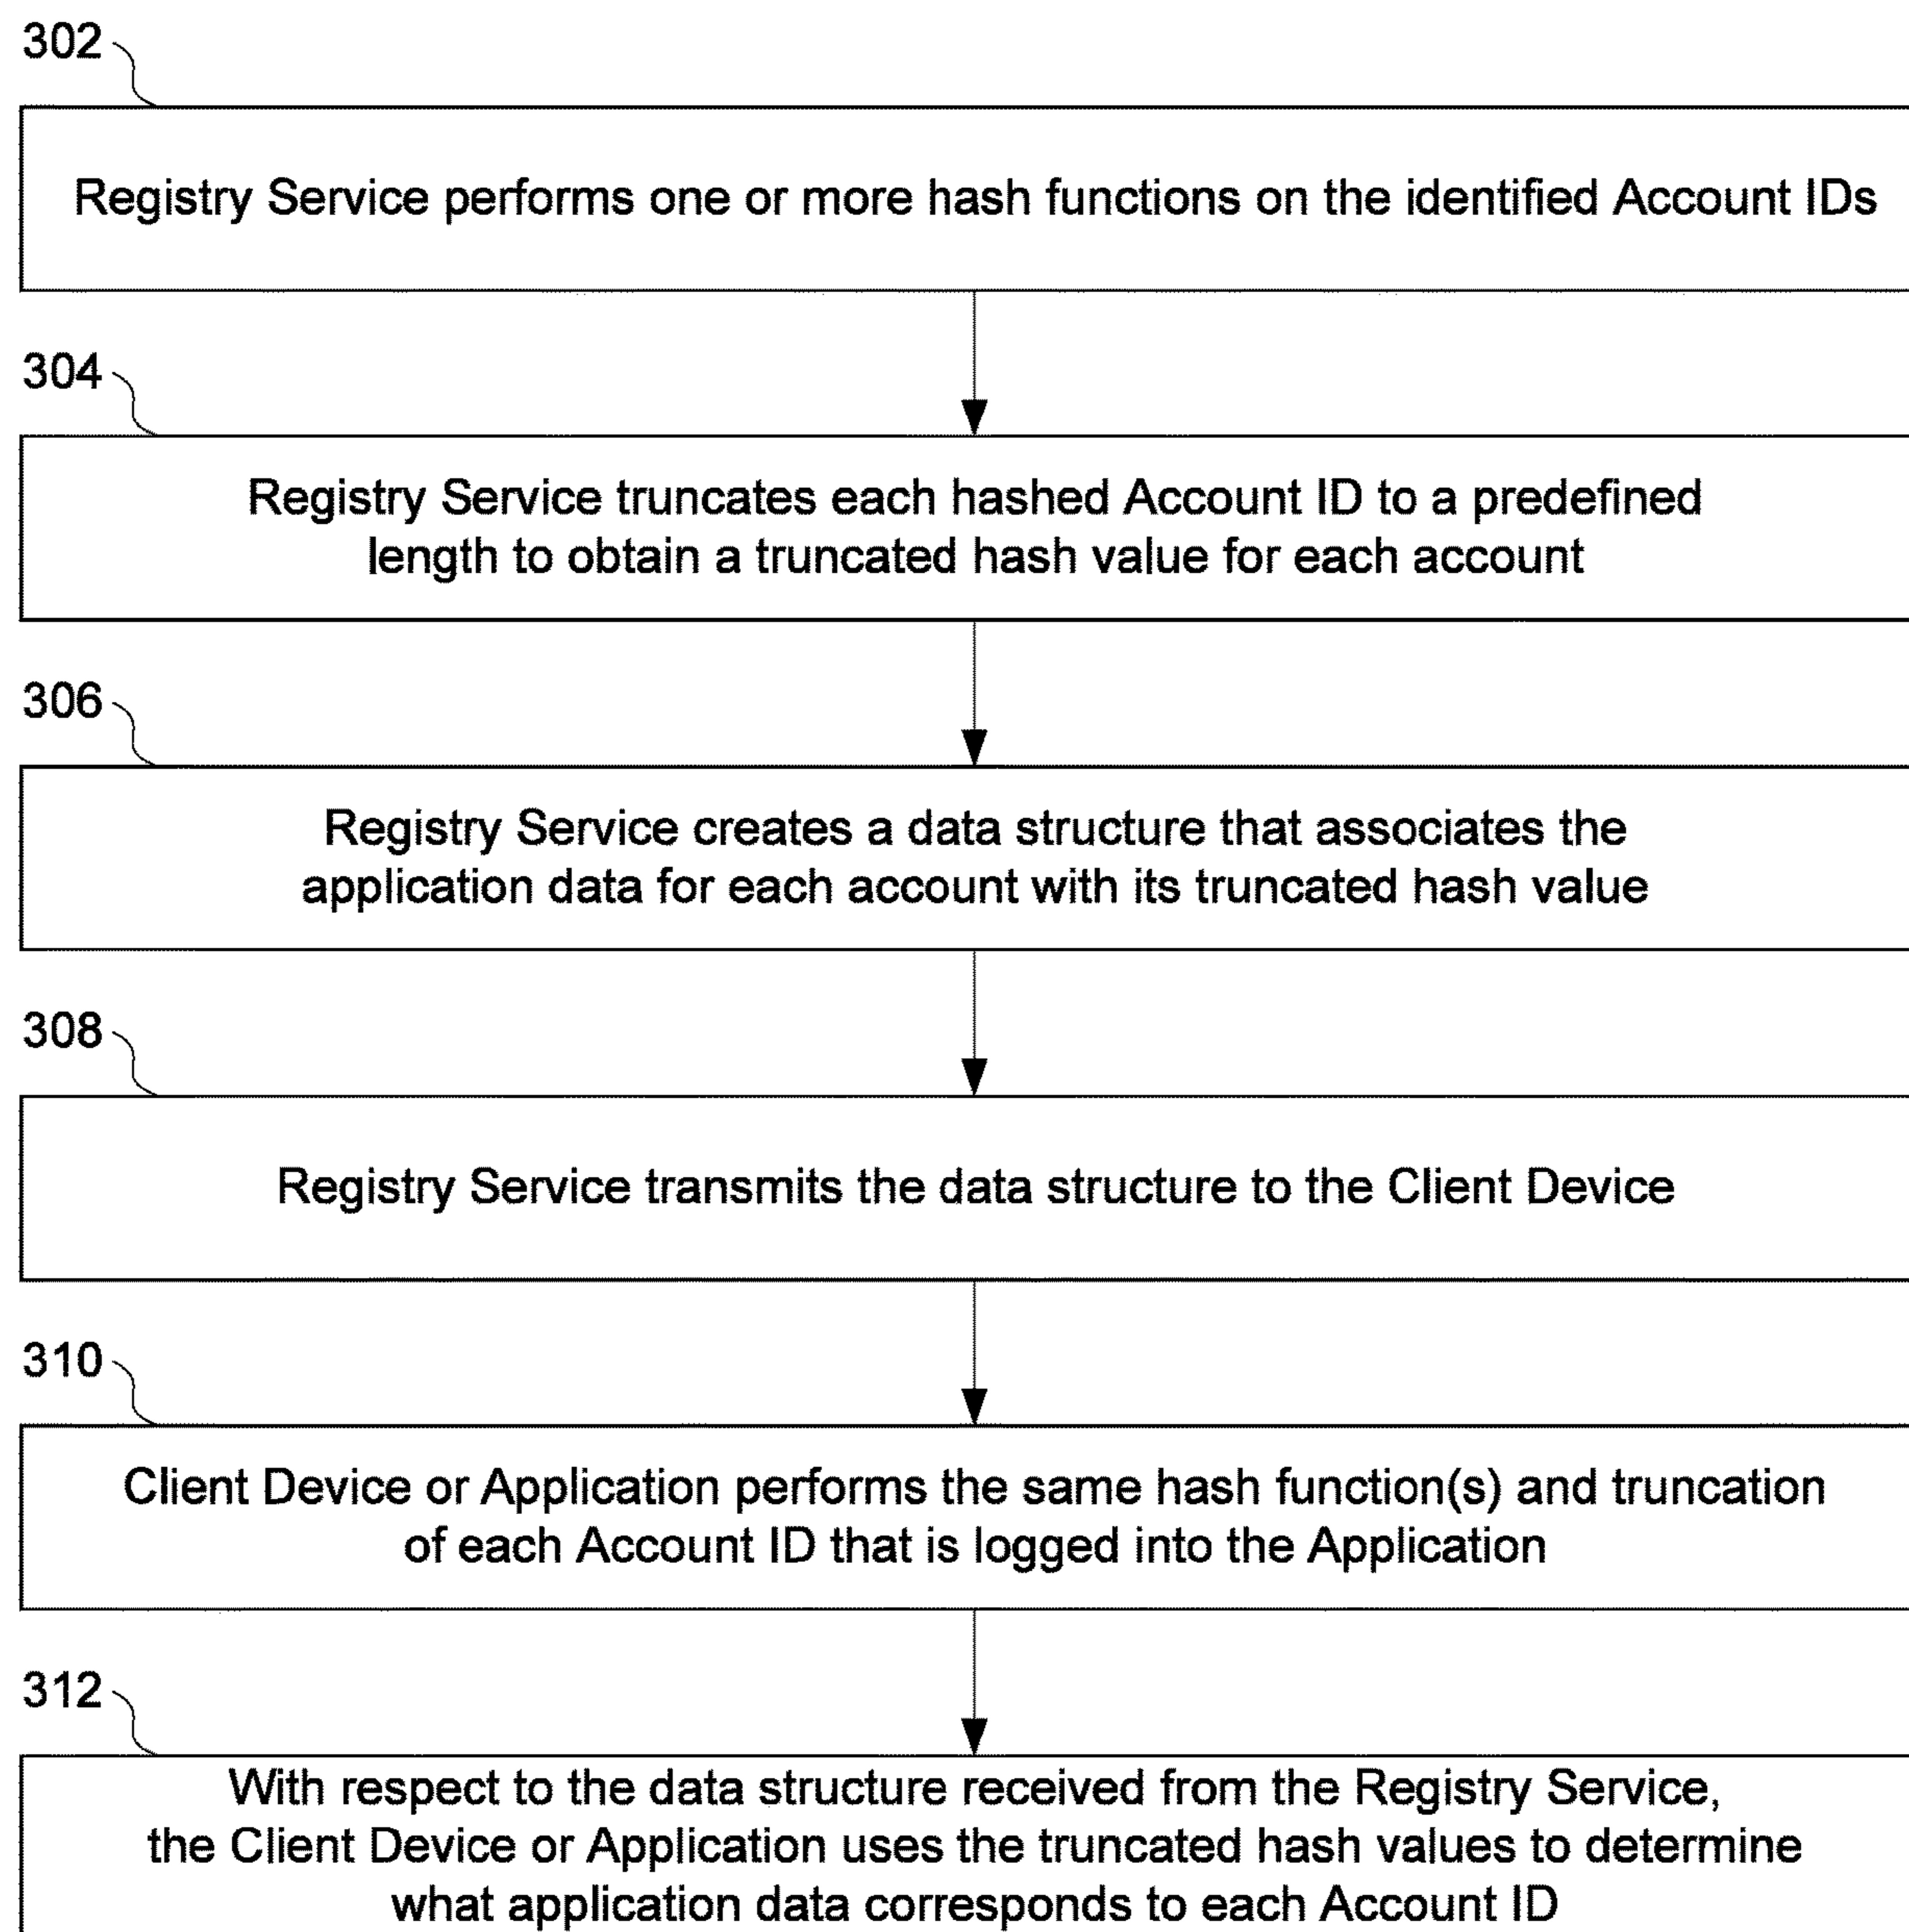 302
Registry Service performs one or more hash functions on the identified Account IDs
304
Registry Service truncates each hashed Account ID to a predefined
length to obtain a truncated hash value for each account
306
Registry Service creates a data structure that associates the
application data for each account with its truncated hash value
308
Registry Service transmits the data structure to the Client Device
310
Client Device or Application performs the same hash function(s) and truncation
of each Account ID that is logged into the Application
312
With respect to the data structure received from the Registry Service,
the Client Device or Application uses the truncated hash values to determine
what application data corresponds to each Account ID